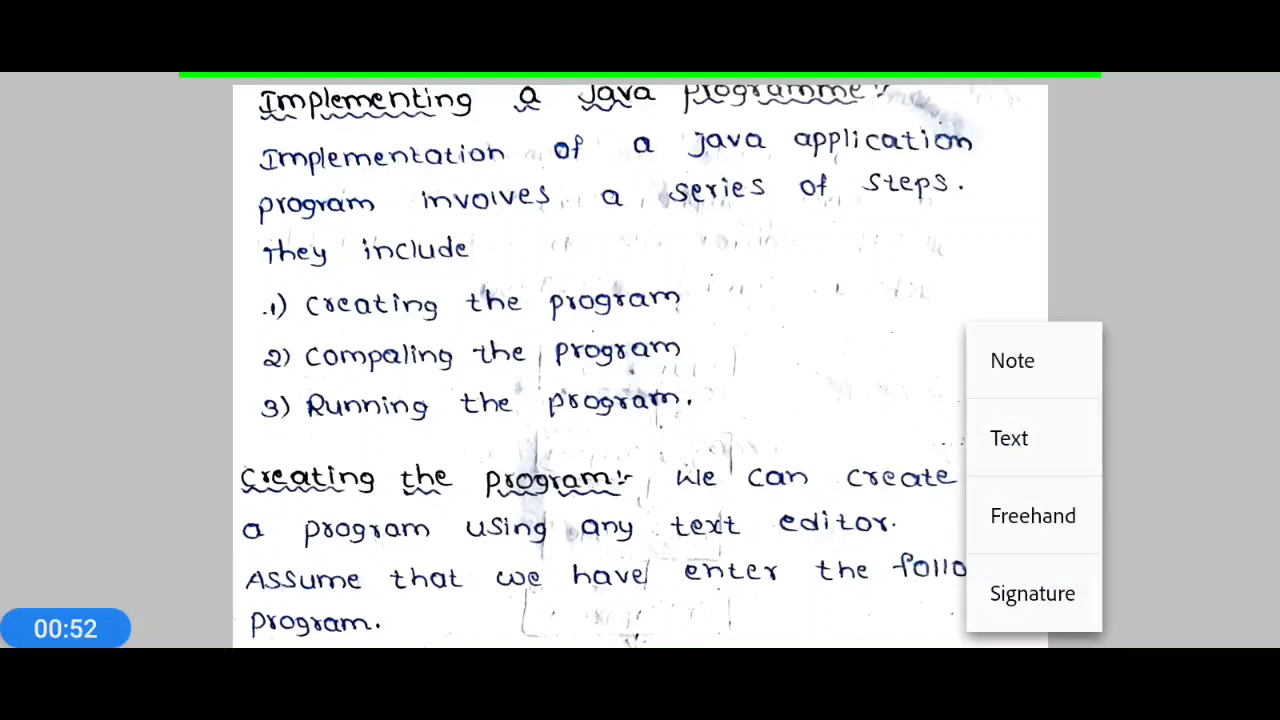 Implementing a Java programme:-
Implementation of a java application
program involves a series of steps.
They include
1) Creating the program
2) Compaling the program
3) Running the program.
Creating the program:- We can create
a program using any text editor.
Assume that we have enter the follo
program.
Note
Text
Freehand
Signature
00:52